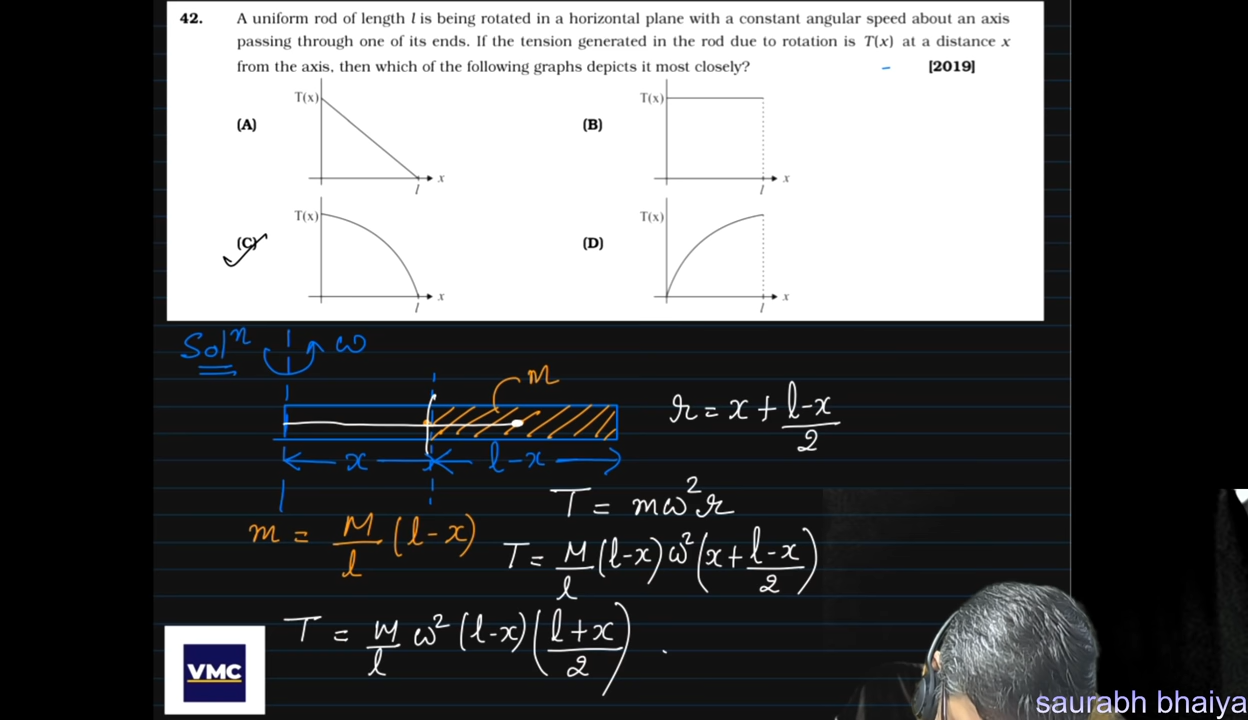 42. A uniform rod of length l is being rotated in a horizontal plane with a constant angular speed about an axis
passing through one of its ends. If the tension generated in the rod due to rotation is T(x) at a distance x
from the axis, then which of the following graphs depicts it most closely? [2019]
(A) T(x) x l
(B) T(x) x l
(C) T(x) x l
(D) T(x) x l
Solⁿ ω
m
x l-x
r = x + (l-x)/2
m = M/l (l-x)
T = mω²r
T = M/l (l-x) ω² (x + (l-x)/2)
T = M/l ω² (l-x) ((l+x)/2)
VMC
saurabh bhaiya